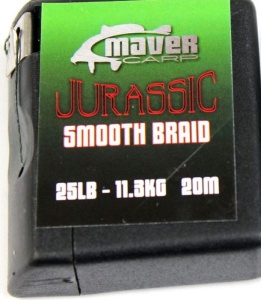 MAVER
CARP
JURASSIC
SMOOTH BRAID
25LB - 11.3KG 20M